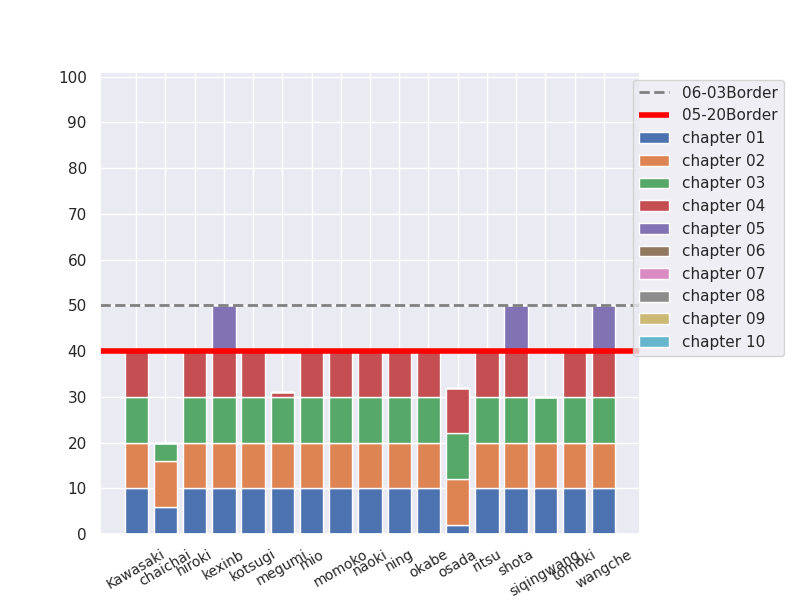 100
90
80
70
60
50
40
30
20
10
0
Kawasaki
chaichai
hiroki
kexinb
kotsugi
megumi
mio
momoko
naoki
ning
okabe
osada
ritsu
shota
siqingwang
tomoki
wangche
06-03Border
05-20Border
chapter 01
chapter 02
chapter 03
chapter 04
chapter 05
chapter 06
chapter 07
chapter 08
chapter 09
chapter 10